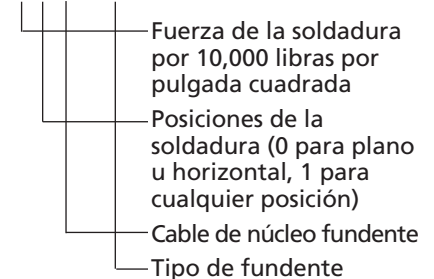 Fuerza de la soldadura
por 10,000 libras por
pulgada cuadrada
Posiciones de la
soldadura (0 para plano
u horizontal, 1 para
cualquier posición)
Cable de núcleo fundente
Tipo de fundente